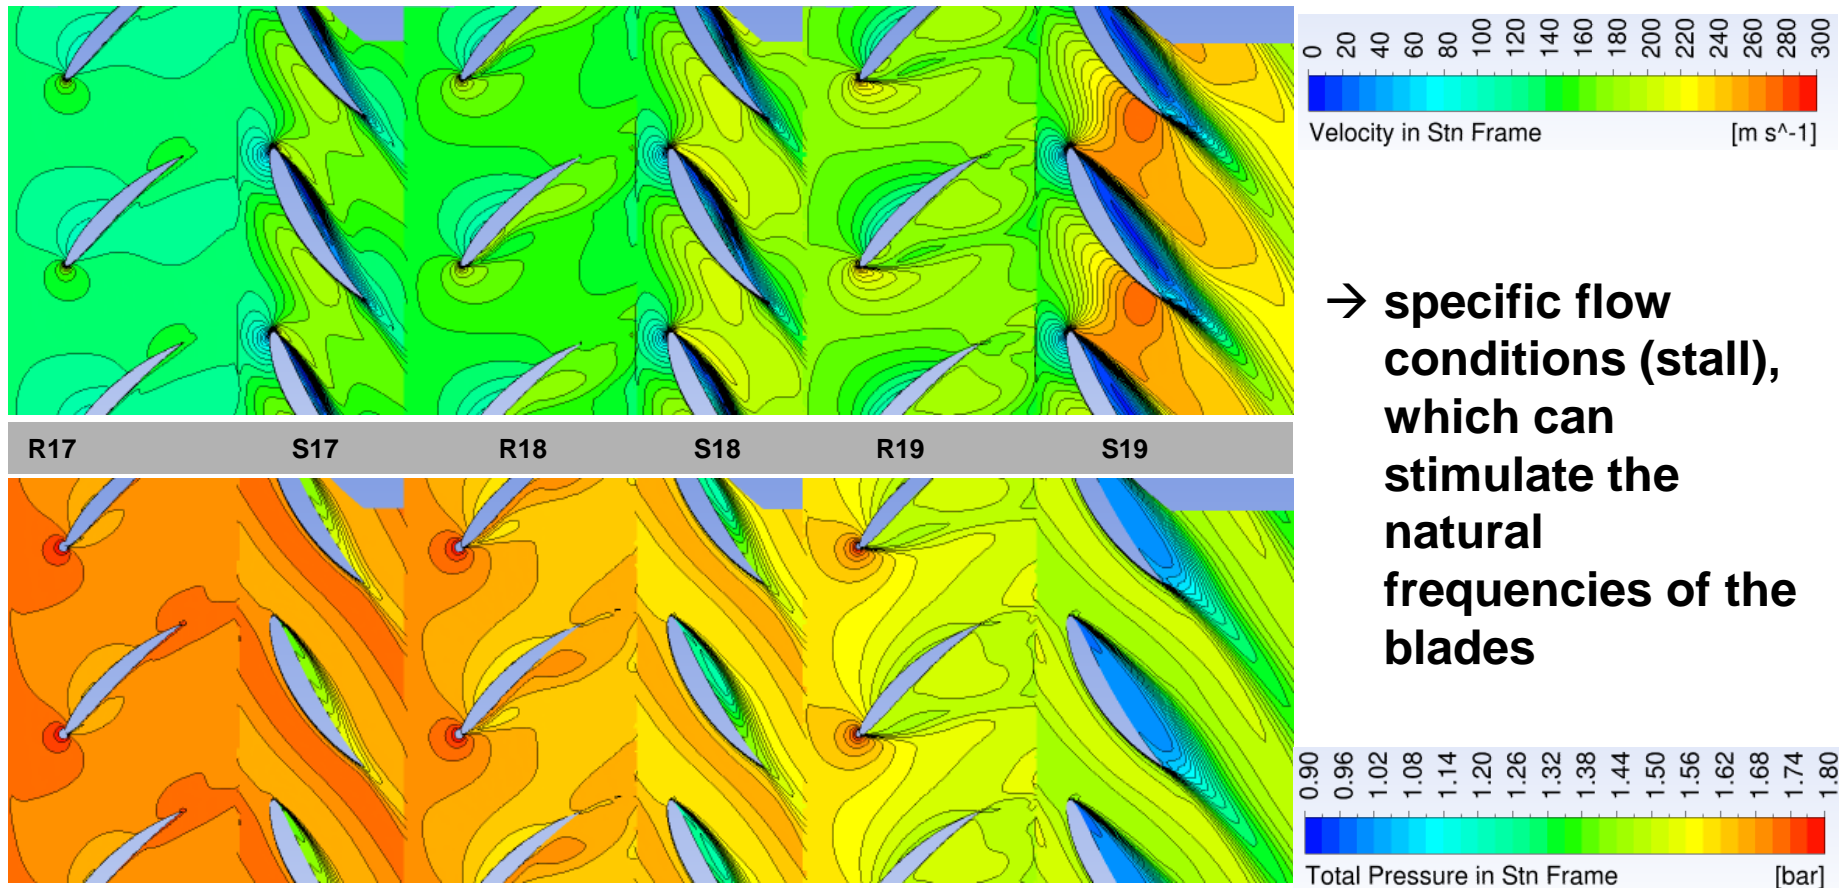 0 20 40 60 80 100 120 140 160 180 200 220 240 260 280 300
Velocity in Stn Frame [m s^-1]
→ specific flow
conditions (stall),
which can
stimulate the
natural
frequencies of the
blades
R17 S17 R18 S18 R19 S19
0.90 0.96 1.02 1.08 1.14 1.20 1.26 1.32 1.38 1.44 1.50 1.56 1.62 1.68 1.74 1.80
Total Pressure in Stn Frame [bar]